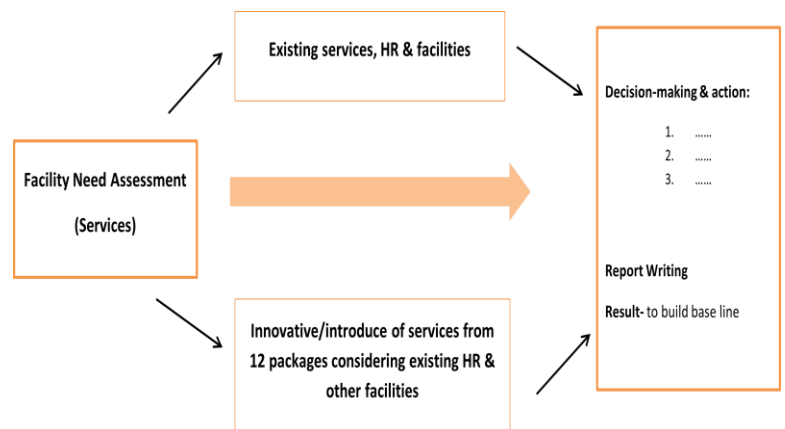 Existing services, HR & facilities
Facility Need Assessment
(Services)
Innovative/introduce of services from
12 packages considering existing HR &
other facilities
Decision-making & action:
1. ……
2. ……
3. ……
Report Writing
Result- to build base line